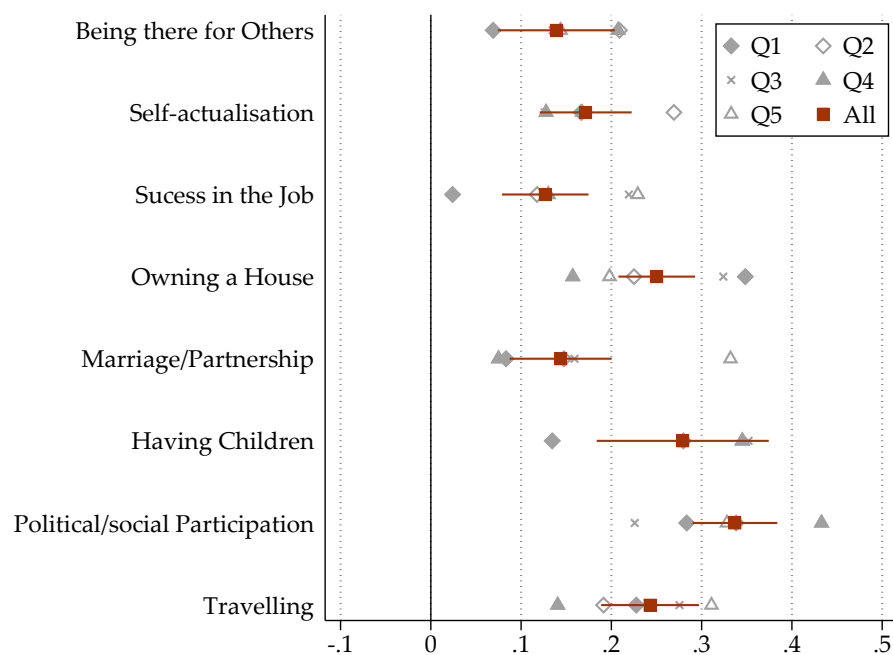 Being there for Others
Self-actualisation
Sucess in the Job
Owning a House
Marriage/Partnership
Having Children
Political/social Participation
Travelling
Q1 Q2
Q3 Q4
Q5 All
-.1 0 .1 .2 .3 .4 .5